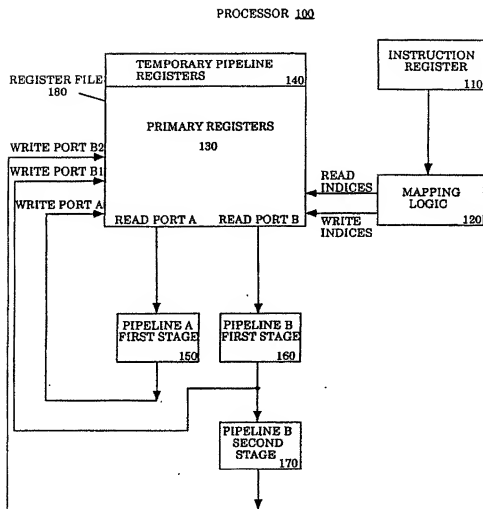 PROCESSOR 100
TEMPORARY PIPELINE
REGISTERS 140
INSTRUCTION
REGISTER
110
REGISTER FILE
180
PRIMARY REGISTERS
130
WRITE PORT B2
WRITE PORT B1
WRITE PORT A
READ
INDICES
WRITE
INDICES
MAPPING
LOGIC
120
READ PORT A READ PORT B
PIPELINE A
FIRST STAGE
150
PIPELINE B
FIRST STAGE
160
PIPELINE B
SECOND
STAGE
170